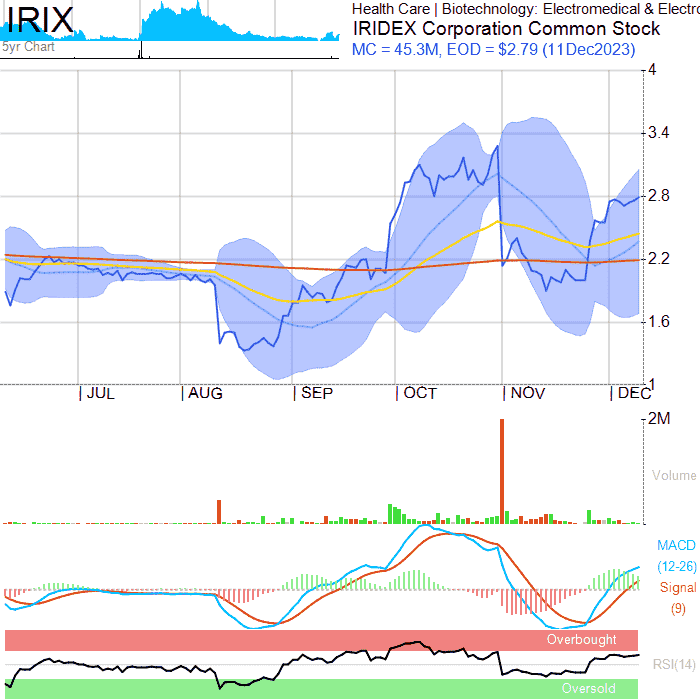 IRIX
5yr Chart
Health Care | Biotechnology: Electromedical & Electro
IRIDEX Corporation Common Stock
MC = 45.3M, EOD = $2.79 (11Dec2023)
4
3.4
2.8
2.2
1.6
1
JUL AUG SEP OCT NOV DEC
2M
Volume
MACD
(12-26)
Signal
(9)
Overbought
RSI(14)
Oversold